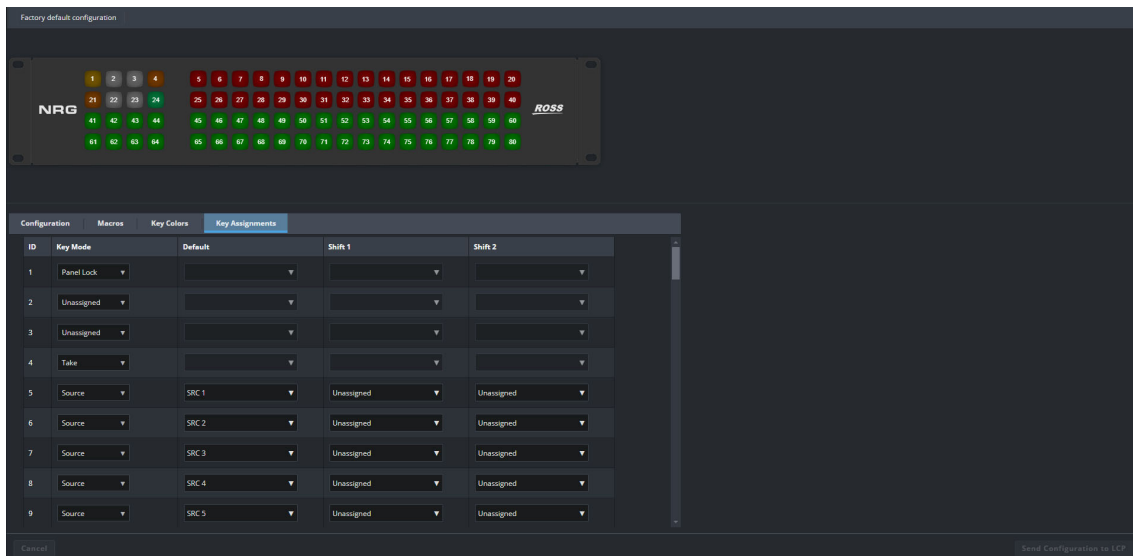 Factory default configuration
1 2 3 4 5 6 7 8 9 10 11 12 13 14 15 16 17 18 19 20
NRG 21 22 23 24 25 26 27 28 29 30 31 32 33 34 35 36 37 38 39 40 ROSS
41 42 43 44 45 46 47 48 49 50 51 52 53 54 55 56 57 58 59 60
61 62 63 64 65 66 67 68 69 70 71 72 73 74 75 76 77 78 79 80
Configuration Macros Key Colors Key Assignments
ID Key Mode Default Shift 1 Shift 2
1 Panel Lock
2 Unassigned
3 Unassigned
4 Take
5 Source SRC 1 Unassigned Unassigned
6 Source SRC 2 Unassigned Unassigned
7 Source SRC 3 Unassigned Unassigned
8 Source SRC 4 Unassigned Unassigned
9 Source SRC 5 Unassigned Unassigned
Cancel Send Configuration to LCP